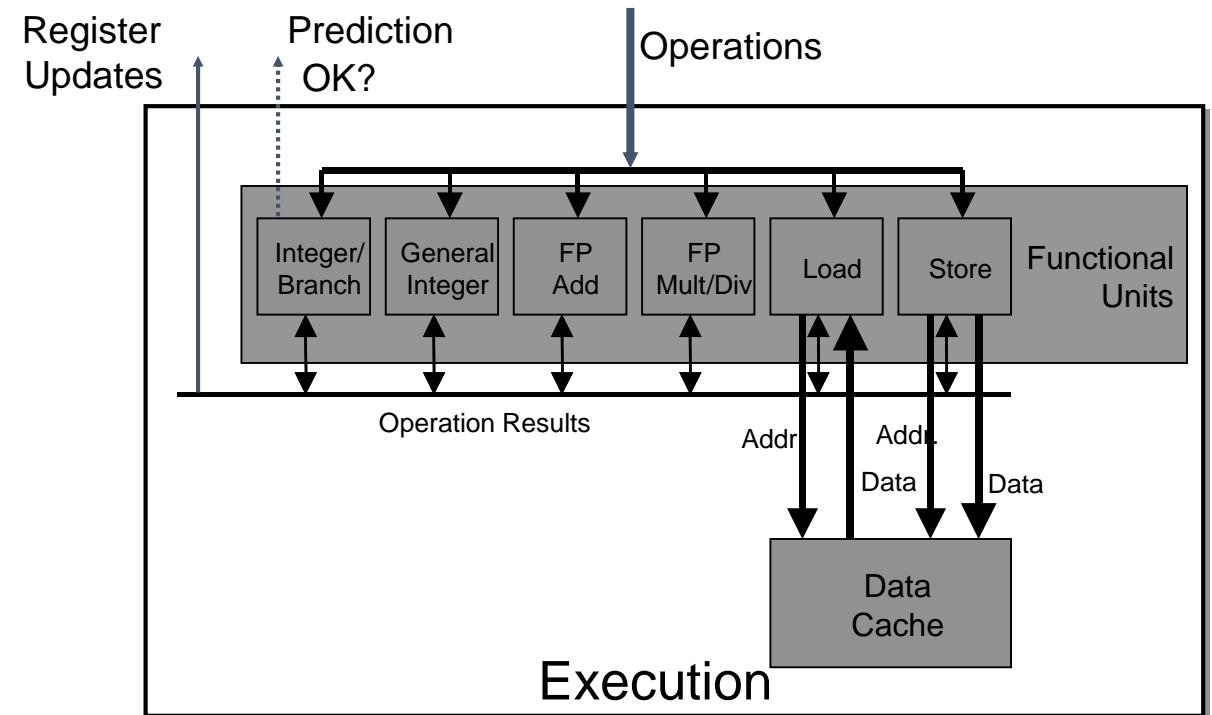 Register
Updates
Prediction
OK?
Operations
Integer/
Branch
General
Integer
FP
Add
FP
Mult/Div
Load
Store
Functional
Units
Operation Results
Addr
Addr.
Data
Data
Data
Cache
Execution